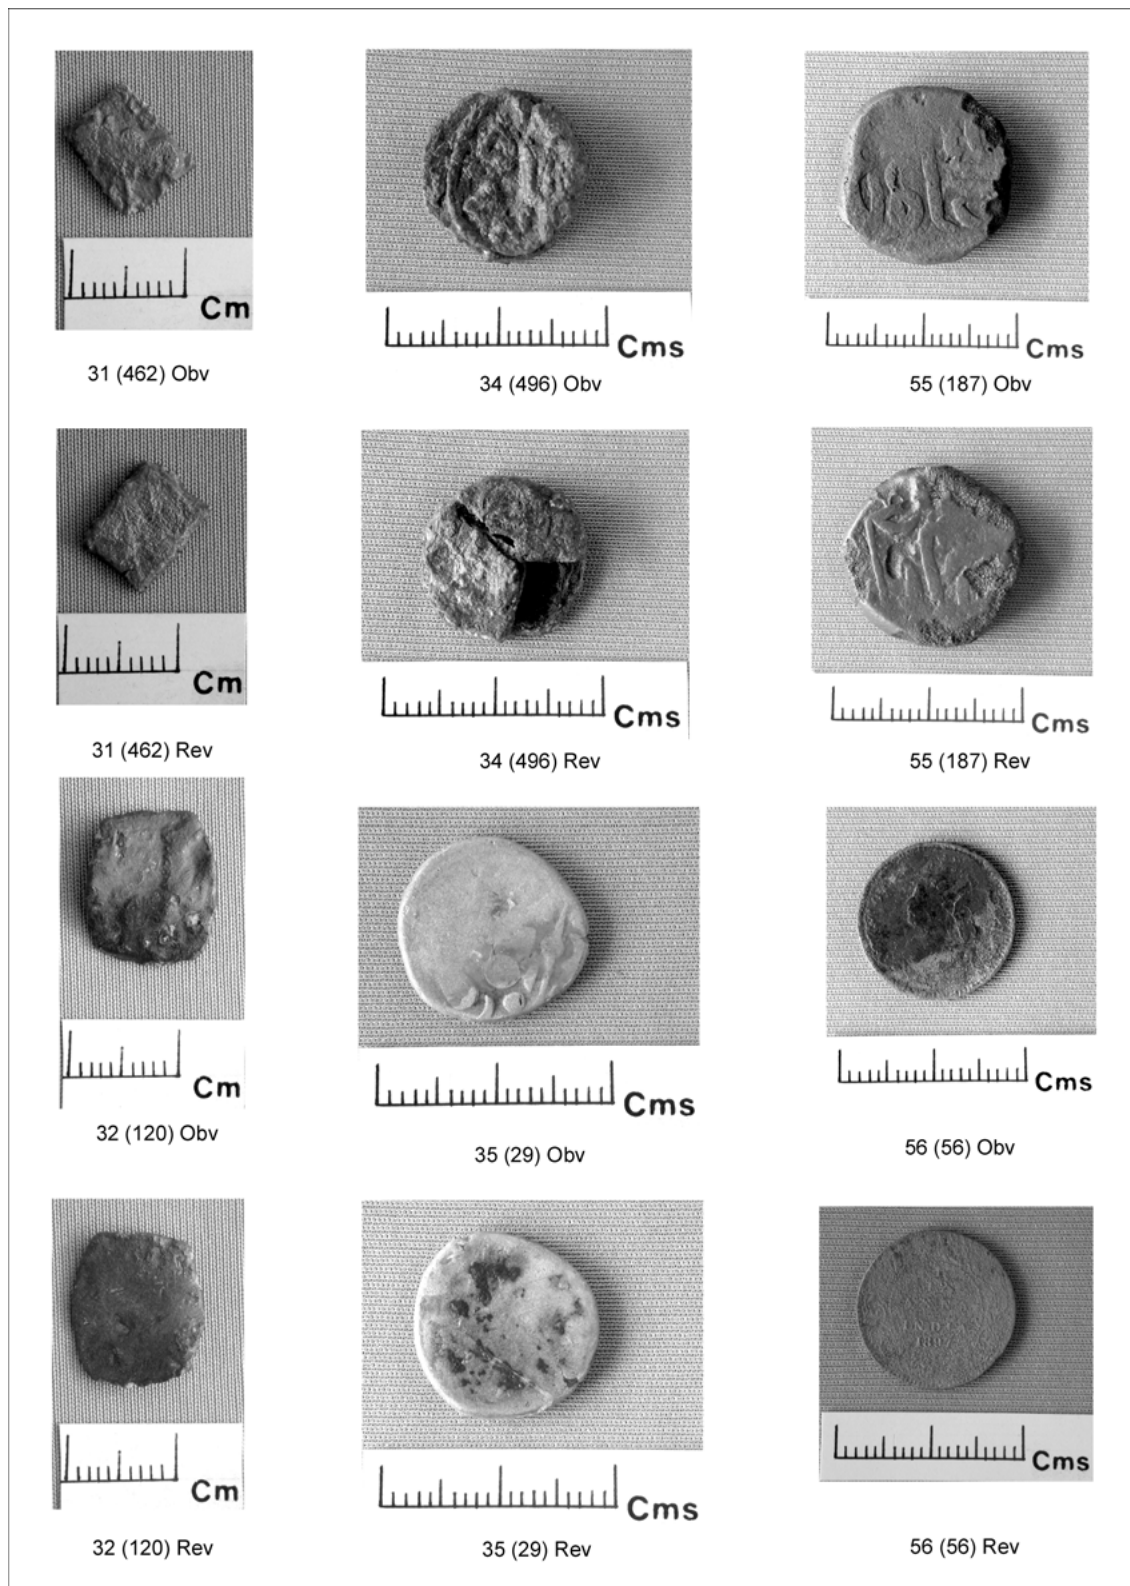 Cm
31 (462) Obv
Cms
34 (496) Obv
Cms
55 (187) Obv
Cm
31 (462) Rev
Cms
34 (496) Rev
Cms
55 (187) Rev
Cm
32 (120) Obv
Cms
35 (29) Obv
Cms
56 (56) Obv
Cm
32 (120) Rev
Cms
35 (29) Rev
Cms
56 (56) Rev